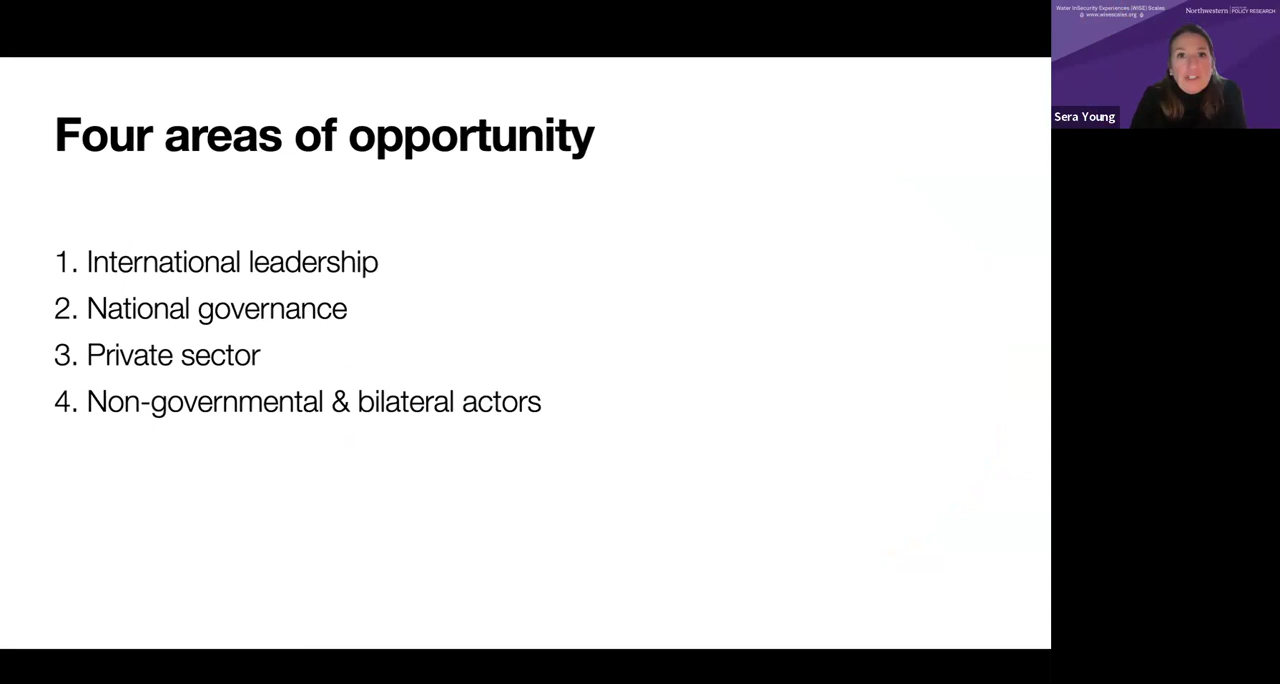 Four areas of opportunity
1. International leadership
2. National governance
3. Private sector
4. Non-governmental & bilateral actors
Water InSecurity Experiences (WISE) Scales
www.wisescales.org
Northwestern
POLICY RESEARCH
Sera Young